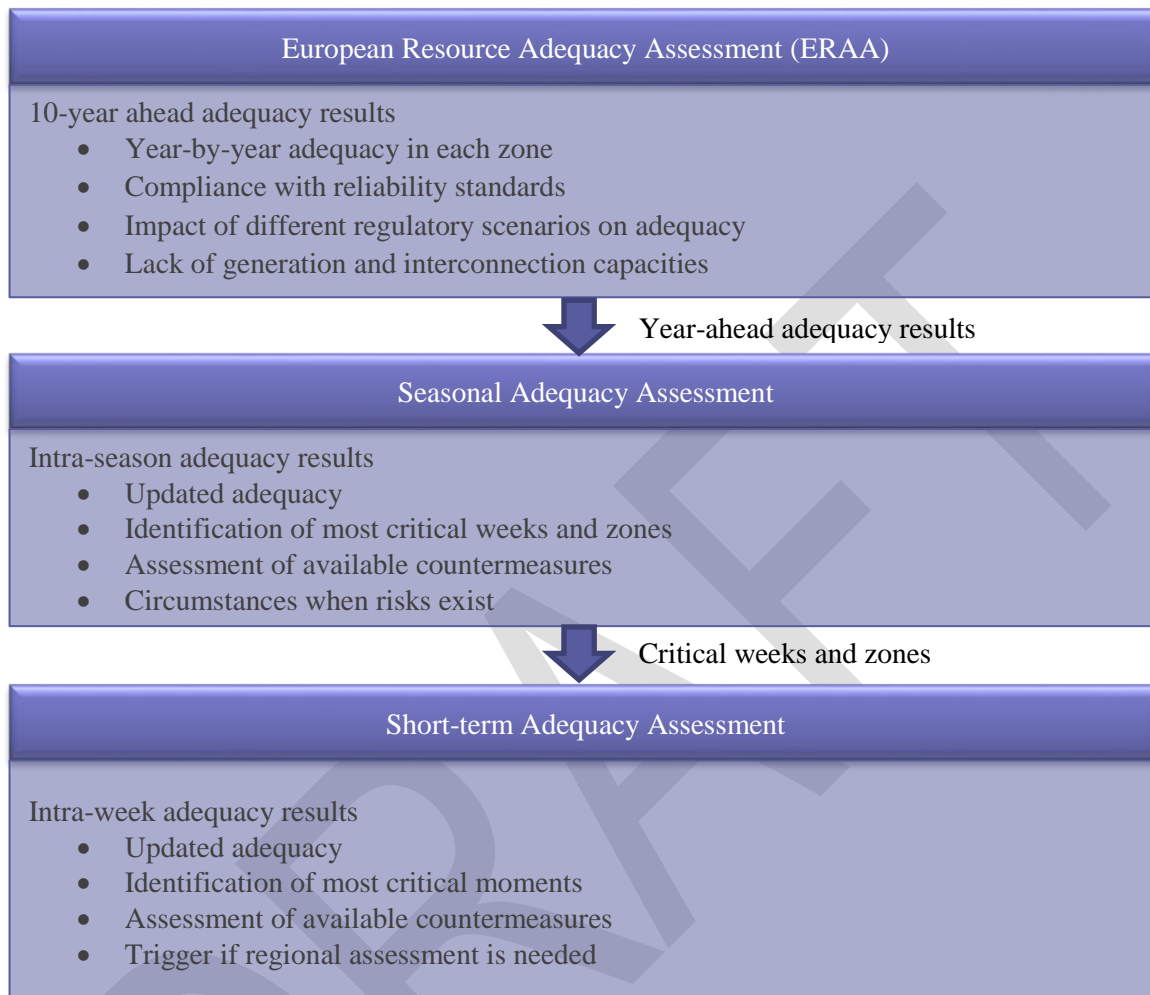 European Resource Adequacy Assessment (ERAA)
10-year ahead adequacy results
• Year-by-year adequacy in each zone
• Compliance with reliability standards
• Impact of different regulatory scenarios on adequacy
• Lack of generation and interconnection capacities
Year-ahead adequacy results
Seasonal Adequacy Assessment
Intra-season adequacy results
• Updated adequacy
• Identification of most critical weeks and zones
• Assessment of available countermeasures
• Circumstances when risks exist
Critical weeks and zones
Short-term Adequacy Assessment
Intra-week adequacy results
• Updated adequacy
• Identification of most critical moments
• Assessment of available countermeasures
• Trigger if regional assessment is needed
DRAFT